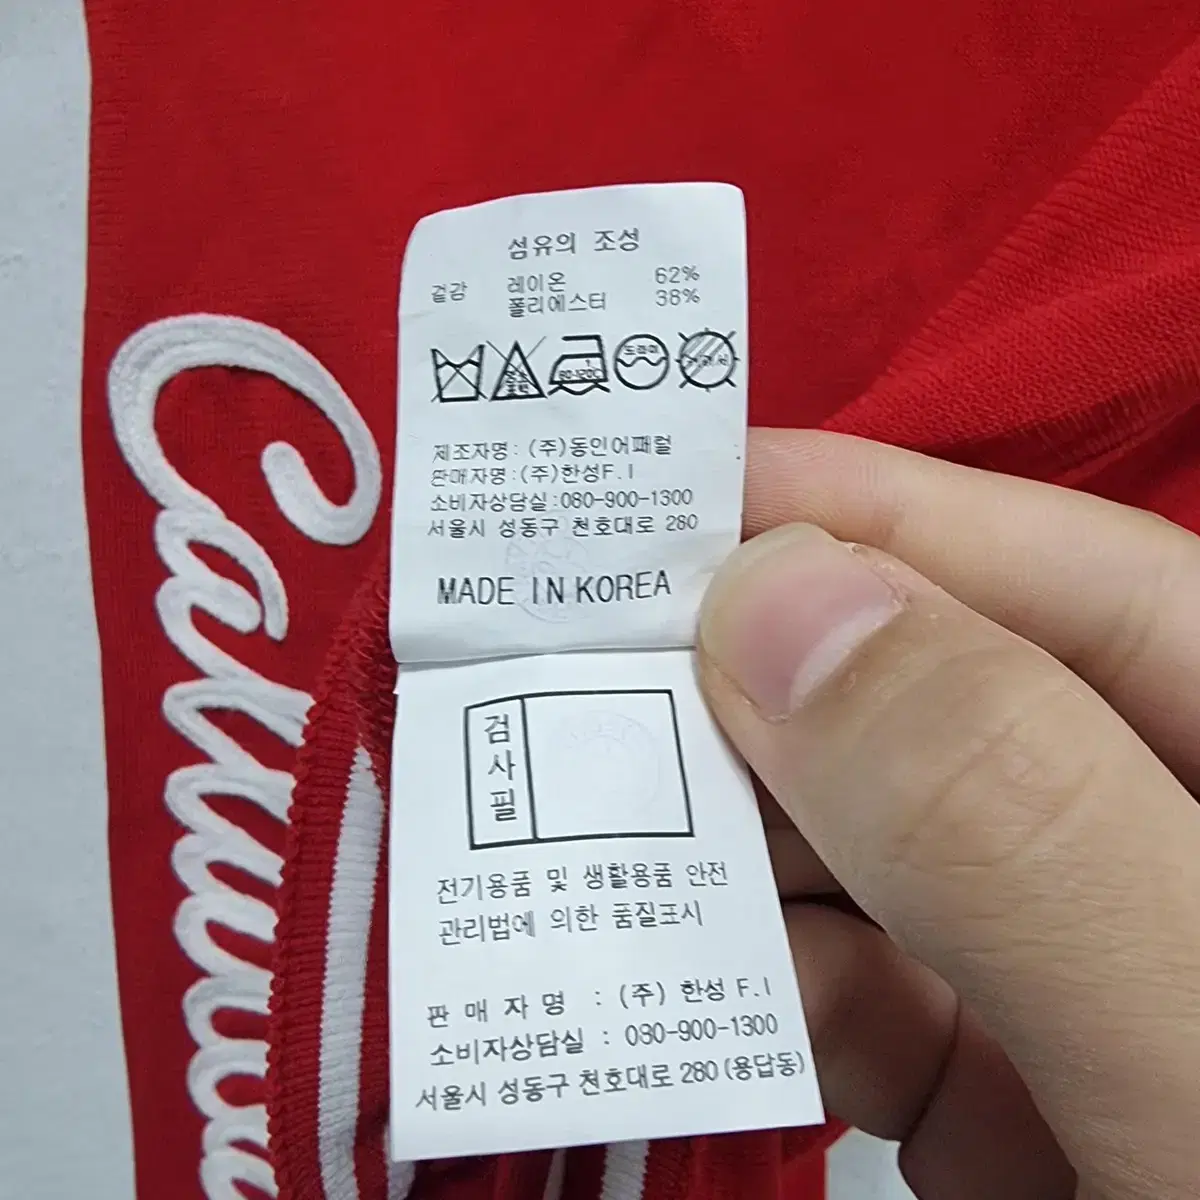 섬유의 조성
겉감 레이온 62%
폴리에스터 38%
80-120C
드라이
제조자명: (주)동인어패럴
판매자명:(주)한성F.I
소비자상담실:080-900-1300
서울시 성동구 천호대로 280
MADE IN KOREA
검사필
전기용품 및 생활용품 안전
관리법에 의한 품질표시
판 매 자 명 : (주) 한성 F.I
소비자상담실 : 080-900-1300
서울시 성동구 천호대로 280 (용답동)